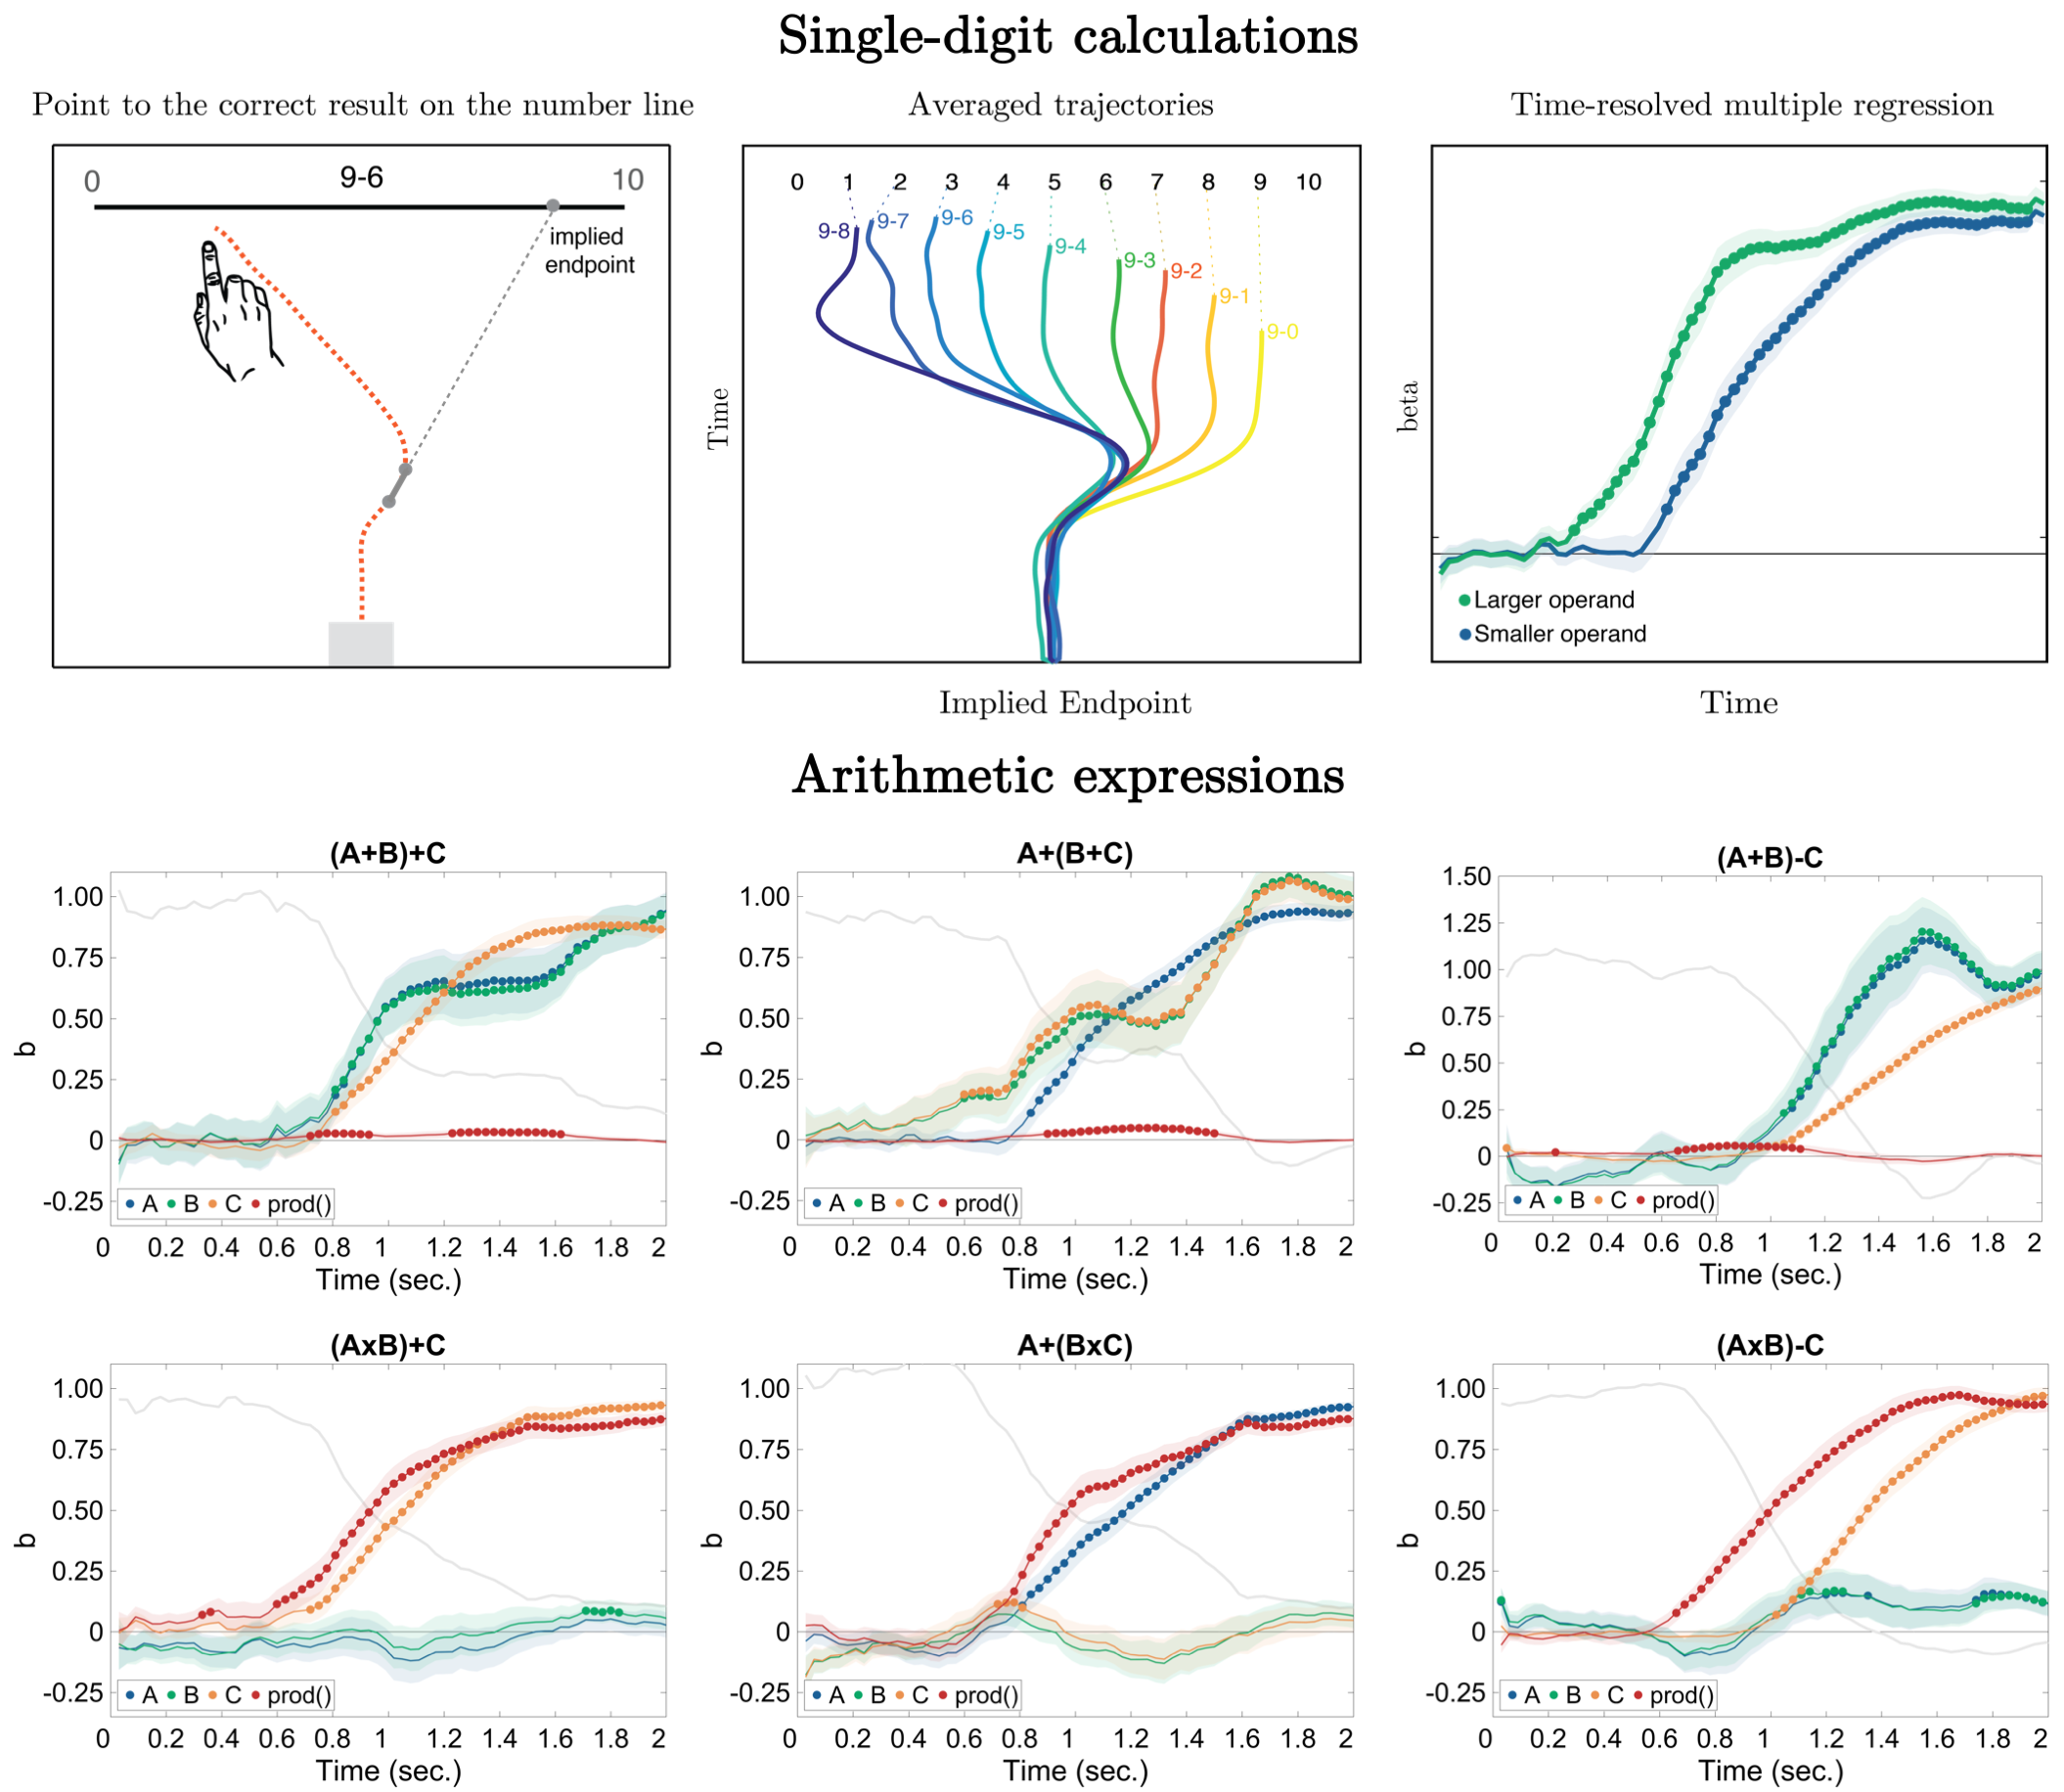 Single-digit calculations
Point to the correct result on the number line
Averaged trajectories
Time-resolved multiple regression
0
9-6
10
implied
endpoint
0 1 2 3 4 5 6 7 8 9 10
9-8
9-7
9-6
9-5
9-4
9-3
9-2
9-1
9-0
Time
Implied Endpoint
beta
Larger operand
Smaller operand
Time
Arithmetic expressions
(A+B)+C
1.00
0.75
0.50
0.25
0
-0.25
b
A B C prod()
0 0.2 0.4 0.6 0.8 1 1.2 1.4 1.6 1.8 2
Time (sec.)
A+(B+C)
1.00
0.75
0.50
0.25
0
-0.25
b
A B C prod()
0 0.2 0.4 0.6 0.8 1 1.2 1.4 1.6 1.8 2
Time (sec.)
(A+B)-C
1.50
1.25
1.00
0.75
0.50
0.25
0
-0.25
b
A B C prod()
0 0.2 0.4 0.6 0.8 1 1.2 1.4 1.6 1.8 2
Time (sec.)
(AxB)+C
1.00
0.75
0.50
0.25
0
-0.25
b
A B C prod()
0 0.2 0.4 0.6 0.8 1 1.2 1.4 1.6 1.8 2
Time (sec.)
A+(BxC)
1.00
0.75
0.50
0.25
0
-0.25
b
A B C prod()
0 0.2 0.4 0.6 0.8 1 1.2 1.4 1.6 1.8 2
Time (sec.)
(AxB)-C
1.00
0.75
0.50
0.25
0
-0.25
b
A B C prod()
0 0.2 0.4 0.6 0.8 1 1.2 1.4 1.6 1.8 2
Time (sec.)